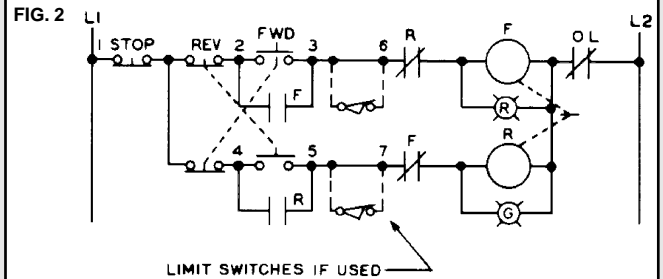 FIG. 2
L1
L2
1 STOP
REV
2
FWD
3
6
R
F
OL
F
R
4
5
7
F
R
R
G
LIMIT SWITCHES IF USED